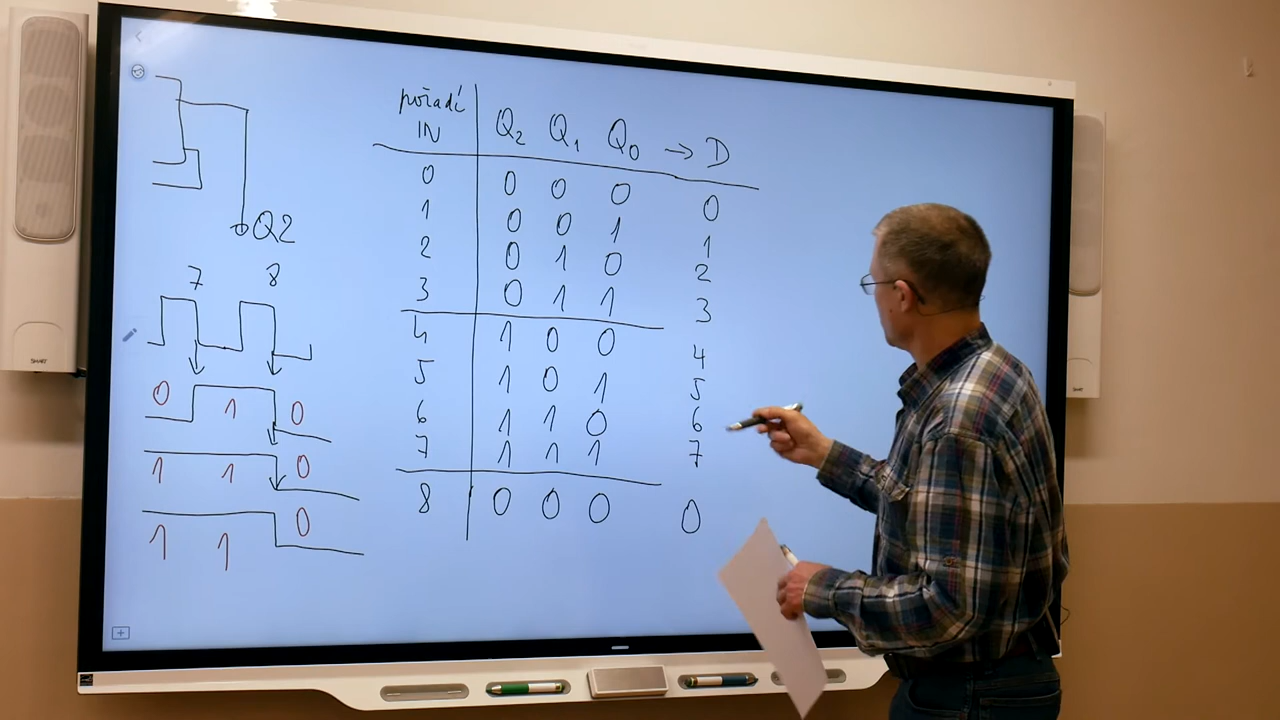 Q2
7 8
0 1 0
1 1 0
1 1 0
pořadí
IN Q2 Q1 Q0 → D
0 0 0 0 0
1 0 0 1 1
2 0 1 0 2
3 0 1 1 3
4 1 0 0 4
5 1 0 1 5
6 1 1 0 6
7 1 1 1 7
8 0 0 0 0
SMART